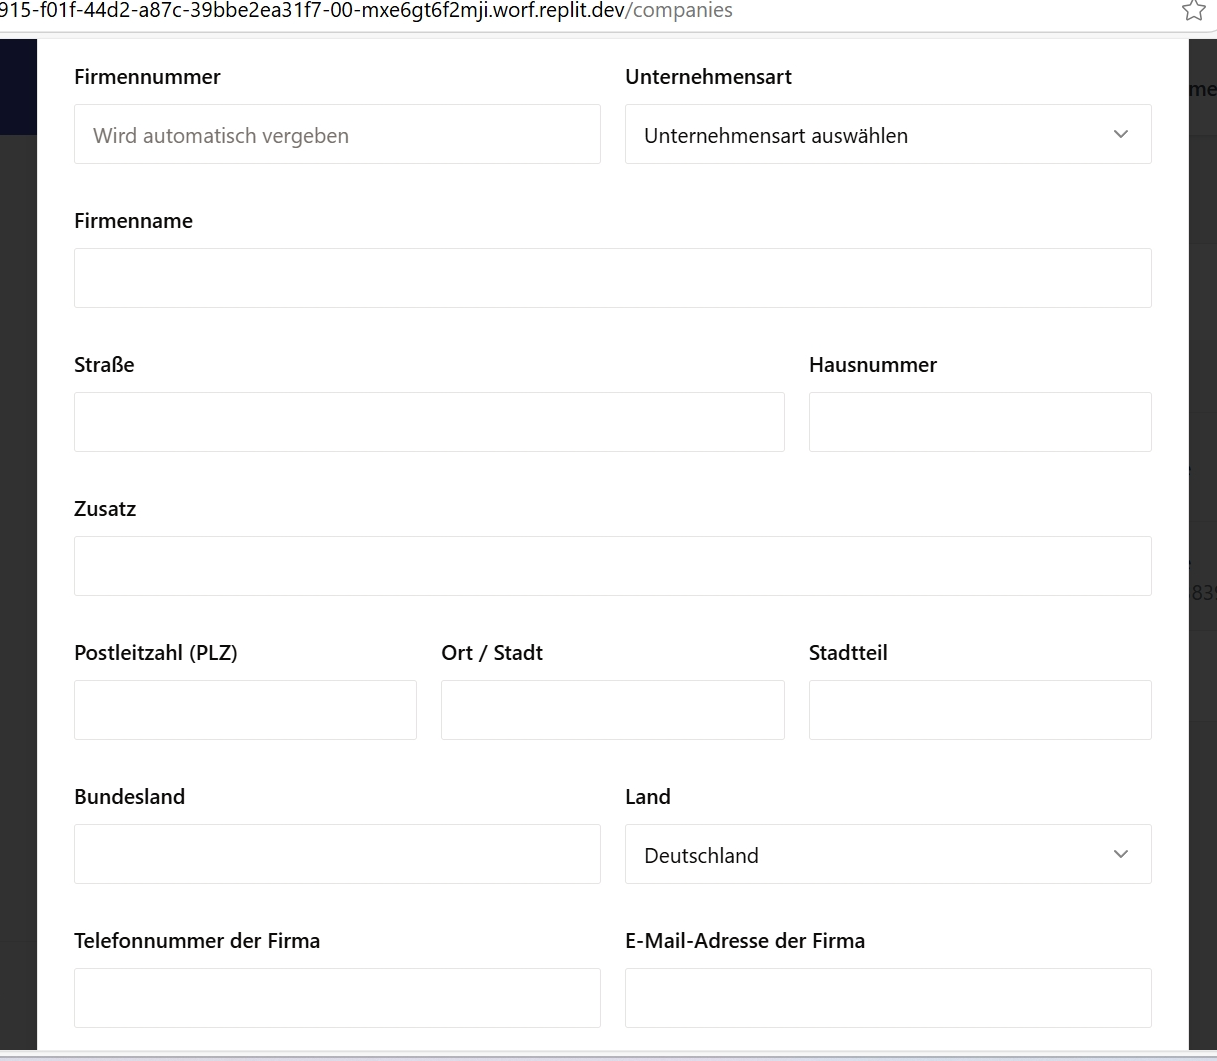 915-f01f-44d2-a87c-39bbe2ea31f7-00-mxe6gt6f2mji.worf.replit.dev/companies
Firmennummer Unternehmensart
Wird automatisch vergeben Unternehmensart auswählen
Firmenname
Straße Hausnummer
Zusatz
Postleitzahl (PLZ) Ort / Stadt Stadtteil
Bundesland Land
Deutschland
Telefonnummer der Firma E-Mail-Adresse der Firma